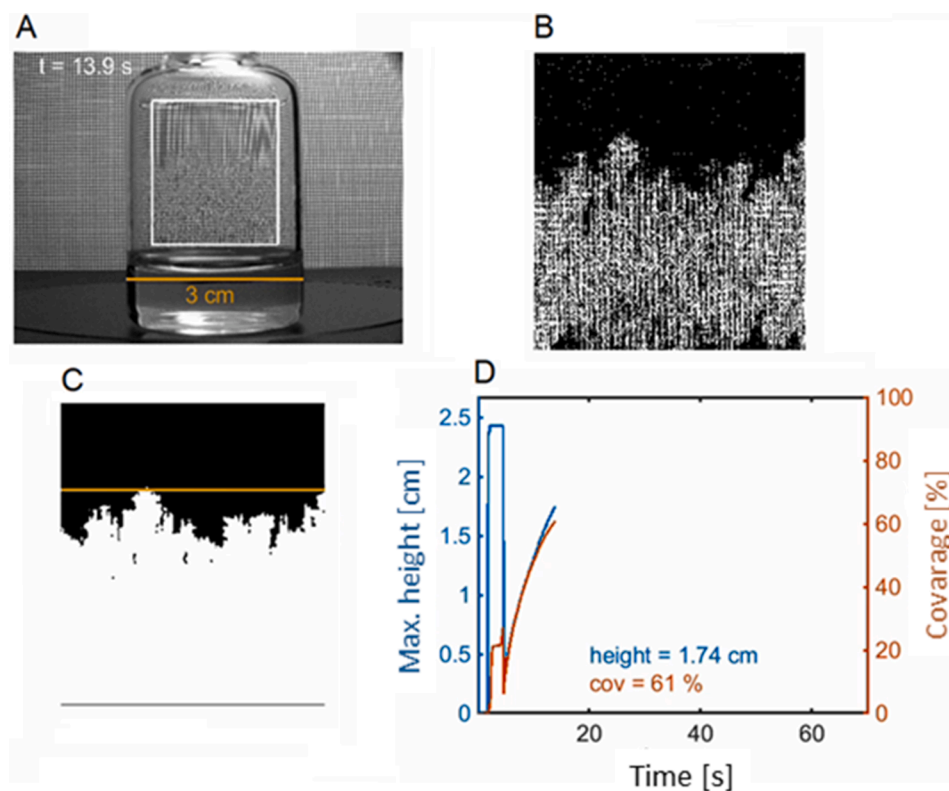 A
t = 13.9 s
3 cm
B
C
D
Max. height [cm]
2.5
2
1.5
1
0.5
0
100
80
60
40
20
0
Covarage [%]
height = 1.74 cm
cov = 61 %
20
40
60
Time [s]